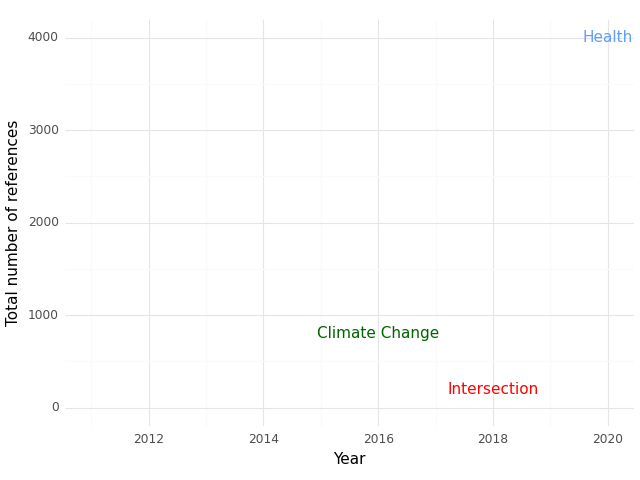 4000
Health
3000
Total number of references
2000
1000
Climate Change
Intersection
0
2012
2014
2016
2018
2020
Year